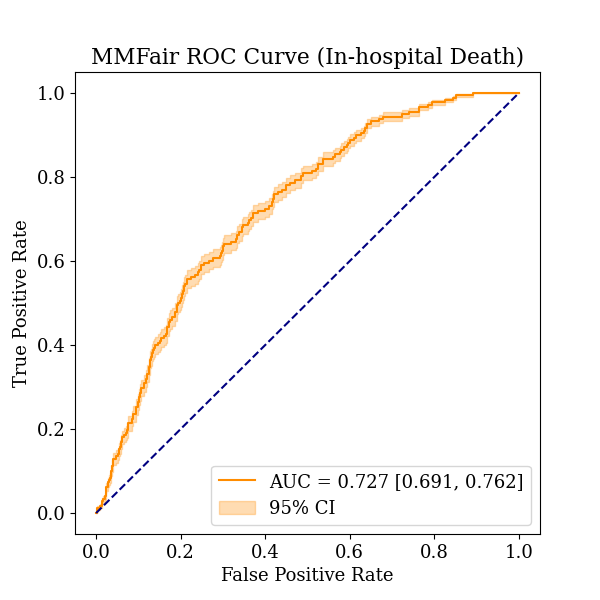 MMFair ROC Curve (In-hospital Death)
True Positive Rate
1.0
0.8
0.6
0.4
0.2
0.0
AUC = 0.727 [0.691, 0.762]
95% CI
0.0 0.2 0.4 0.6 0.8 1.0
False Positive Rate